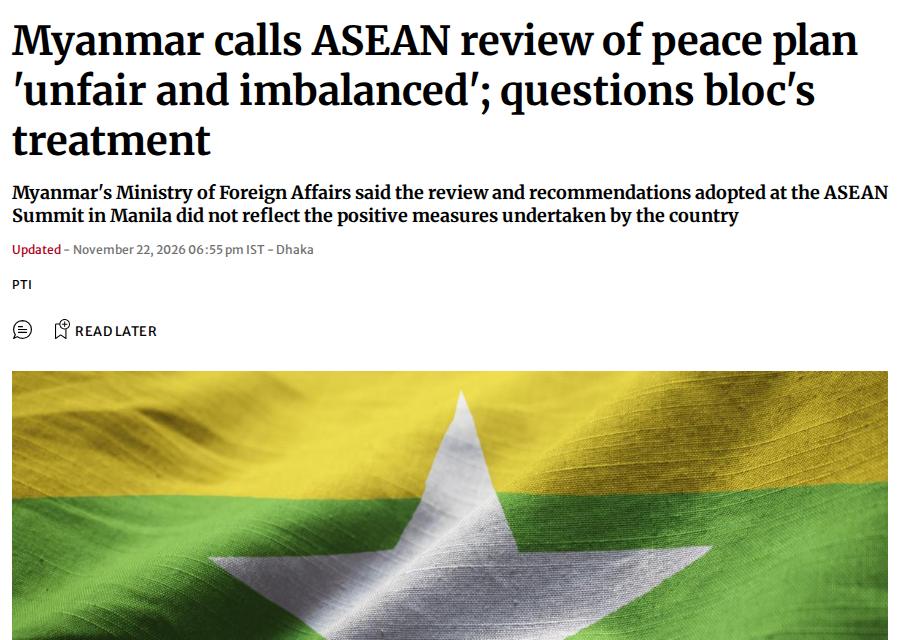 Myanmar calls ASEAN review of peace plan
'unfair and imbalanced'; questions bloc's
treatment
Myanmar's Ministry of Foreign Affairs said the review and recommendations adopted at the ASEAN
Summit in Manila did not reflect the positive measures undertaken by the country
Updated - November 22, 2026 06:55 pm IST - Dhaka
PTI
READ LATER